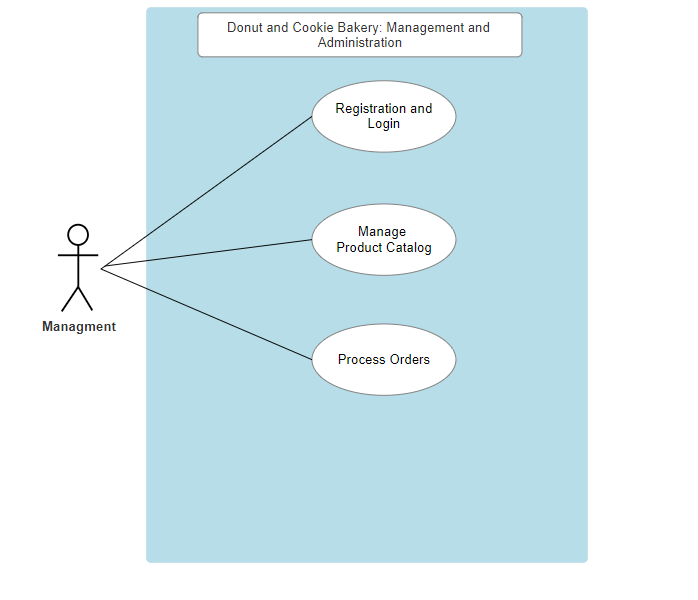 Donut and Cookie Bakery: Management and
Administration
Registration and
Login
Manage
Product Catalog
Managment
Process Orders